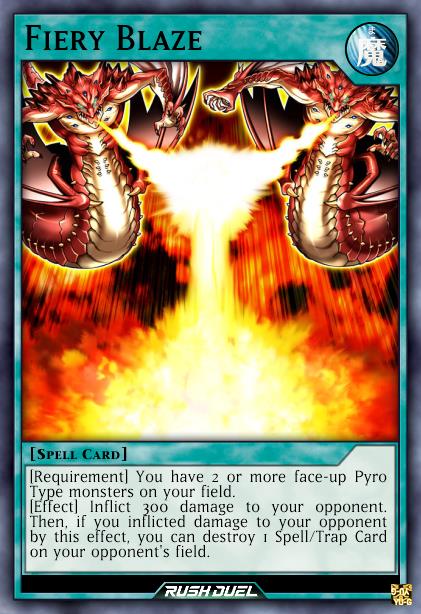 Fiery Blaze
ま
魔
[Spell Card]
[Requirement] You have 2 or more face-up Pyro
Type monsters on your field.
[Effect] Inflict 300 damage to your opponent.
Then, if you inflicted damage to your opponent
by this effect, you can destroy 1 Spell/Trap Card
on your opponent's field.
RUSH DUEL